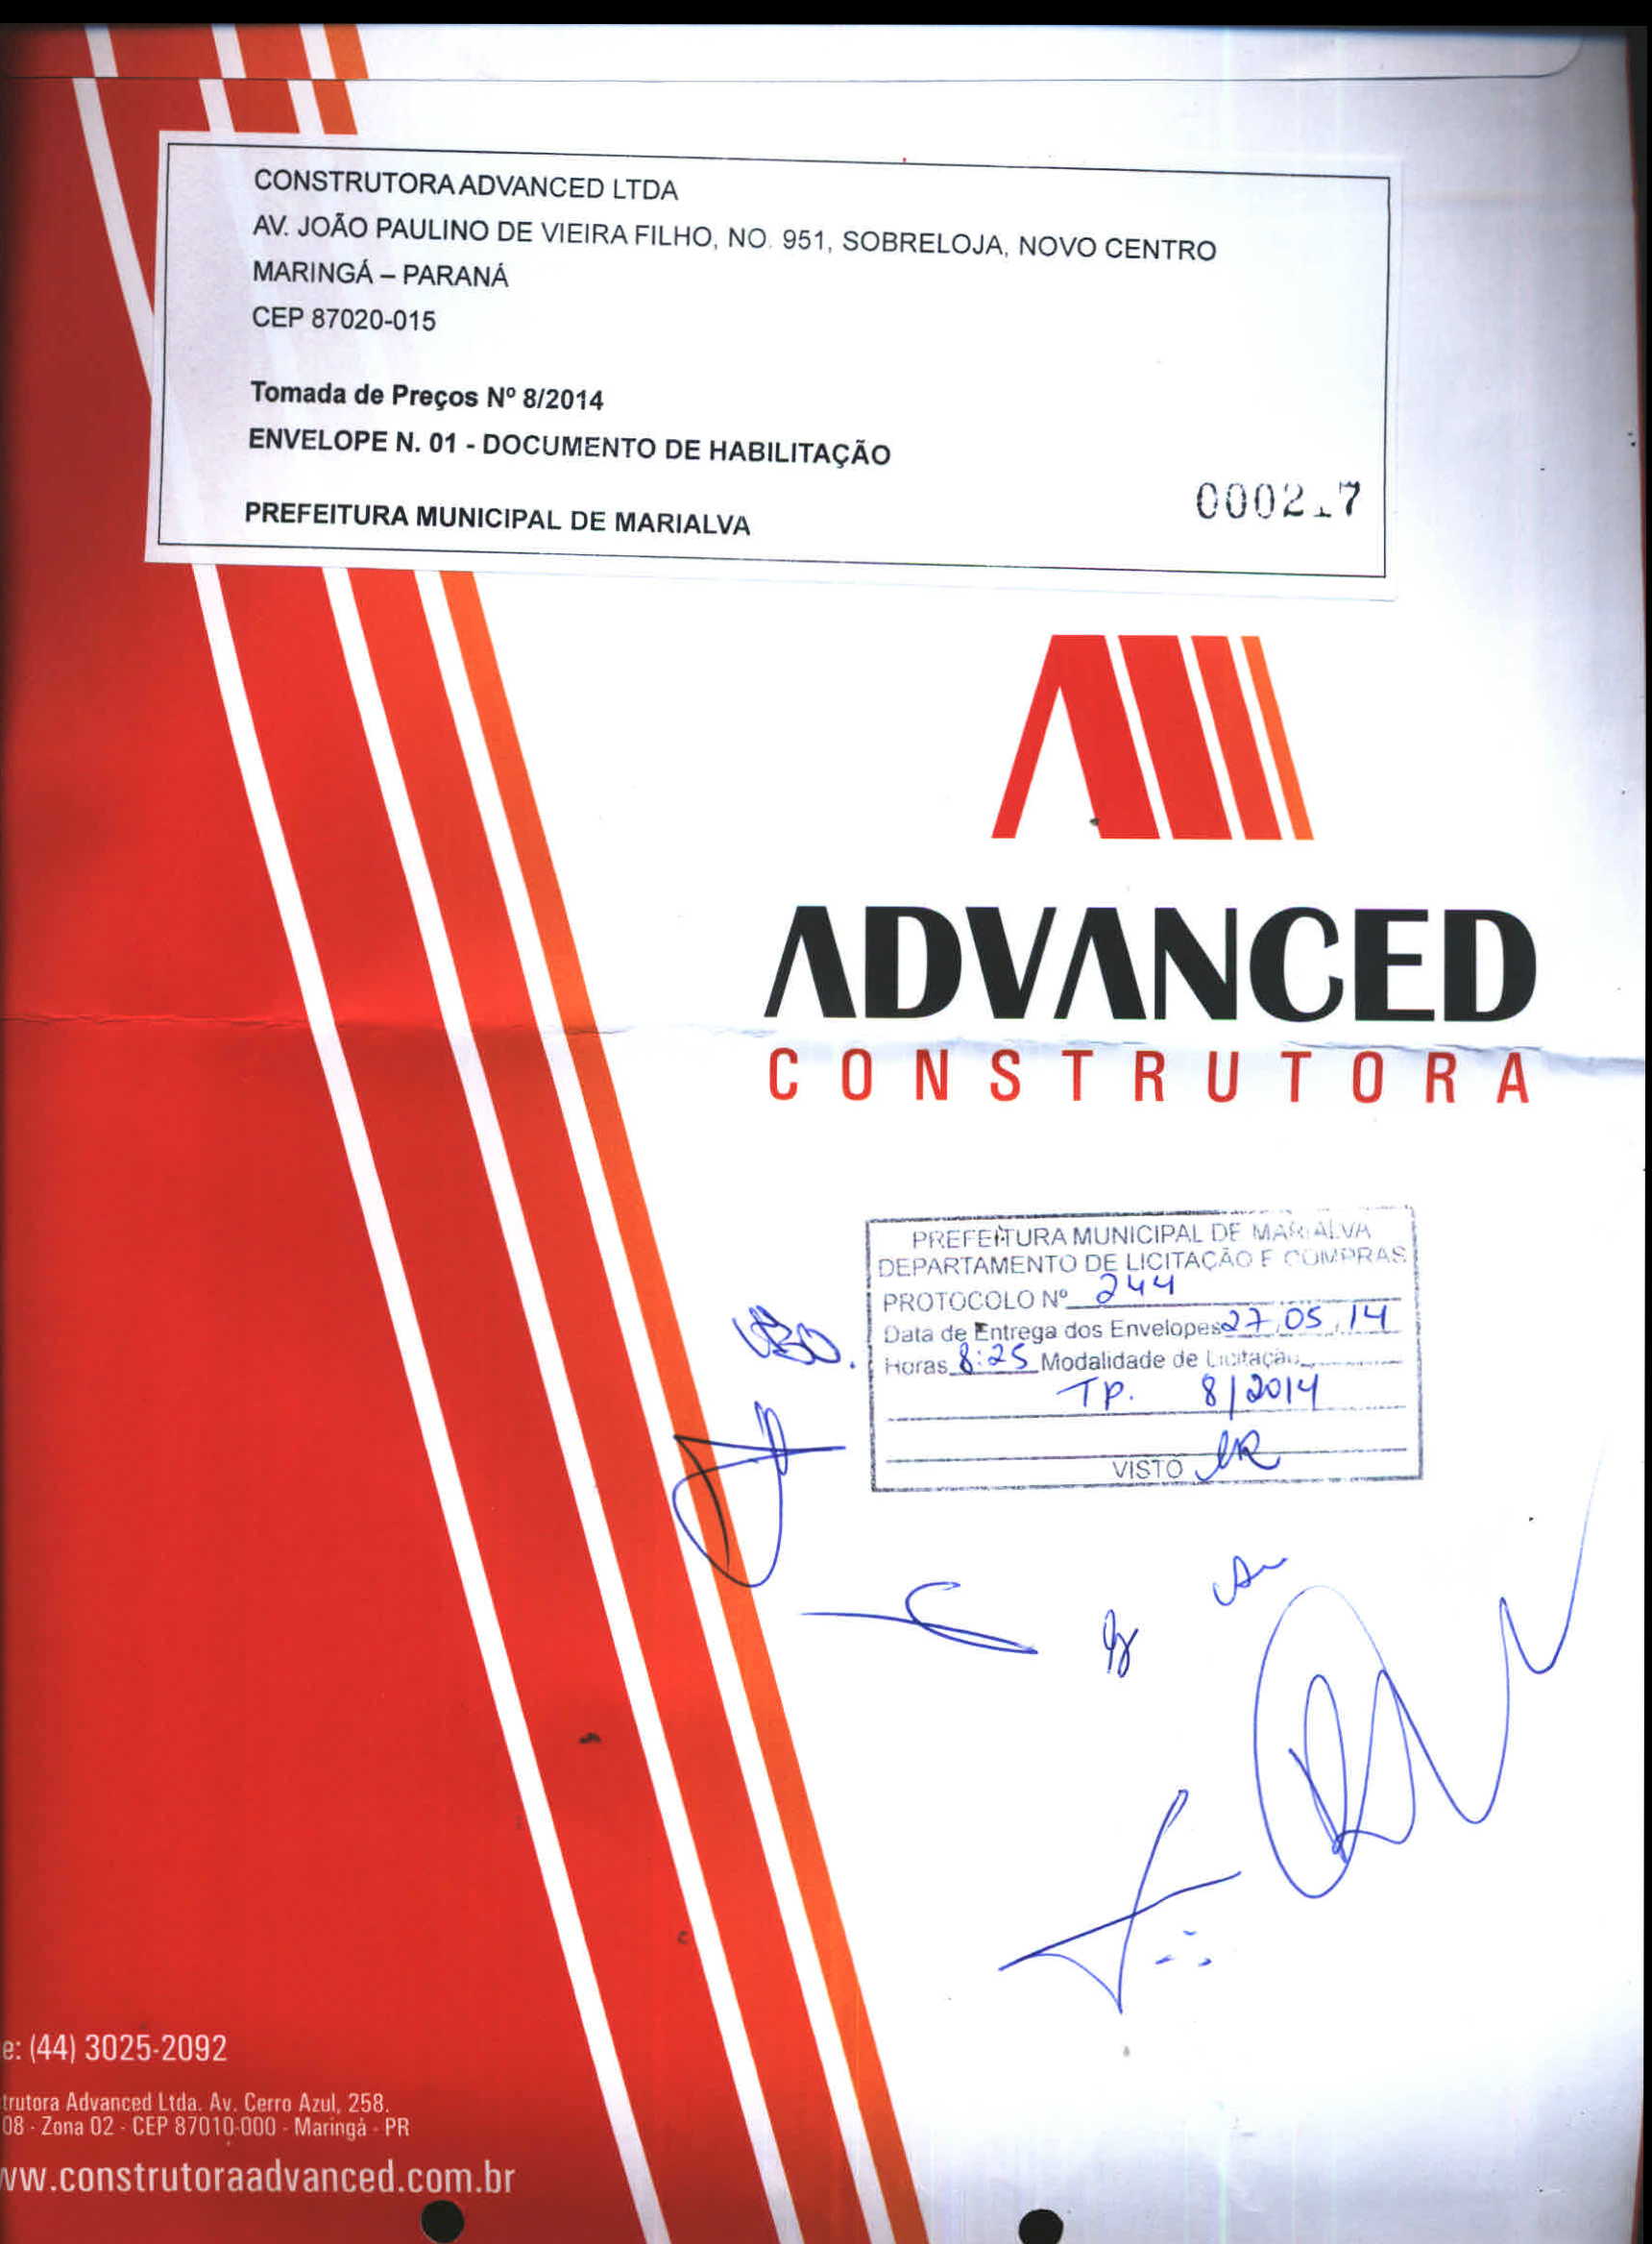 CONSTRUTORA ADVANCED LTDA
AV. JOÃO PAULINO DE VIEIRA FILHO, NO. 951, SOBRELOJA, NOVO CENTRO
MARINGÁ – PARANÁ
CEP 87020-015
Tomada de Preços Nº 8/2014
ENVELOPE N. 01 - DOCUMENTO DE HABILITAÇÃO
PREFEITURA MUNICIPAL DE MARIALVA
ADVANCED
CONSTRUTORA
PREFEITURA MUNICIPAL DE MARIALVA
DEPARTAMENTO DE LICITAÇÃO E COMPRAS
PROTOCOLO Nº 244
Data de Entrega dos Envelopes 27/05/14
Horas 8:25 Modalidade de Licitação
TP. 8/2014
VISTO
e: (44) 3025-2092
trutora Advanced Ltda. Av. Cerro Azul, 258.
08 - Zona 02 - CEP 87010-000 - Maringá - PR
ww.construtoraadvanced.com.br